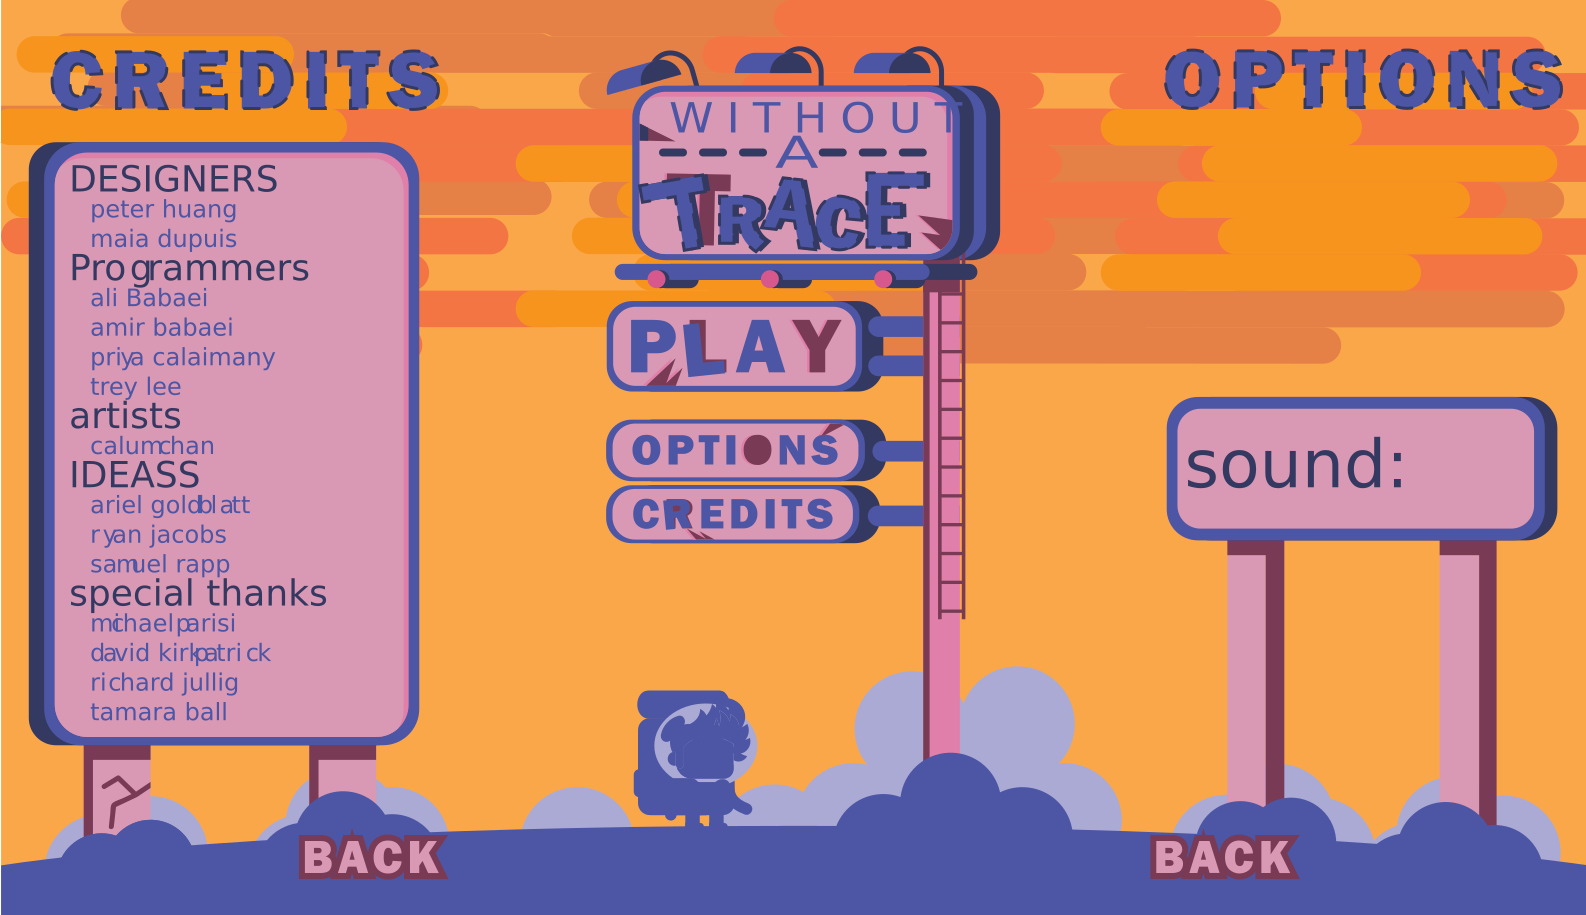 CREDITS
DESIGNERS
peter huang
maia dupuis
Programmers
ali Babaei
amir babaei
priya calaimany
trey lee
artists
calumchan
IDEASS
ariel goldblatt
ryan jacobs
samuel rapp
special thanks
michaelparisi
david kirkpatrick
richard jullig
tamara ball
BACK
WITHOUT
A
TRACE
PLAY
OPTIONS
CREDITS
OPTIONS
sound:
BACK